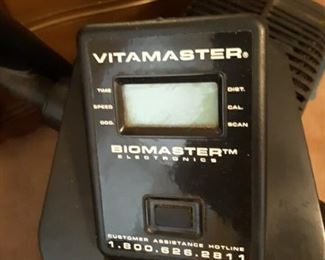 VITAMASTER®
TIME DIST.
SPEED CAL.
ODO. SCAN
BIOMASTER™
ELECTRONICS
CUSTOMER ASSISTANCE HOTLINE
1.800.626.2811